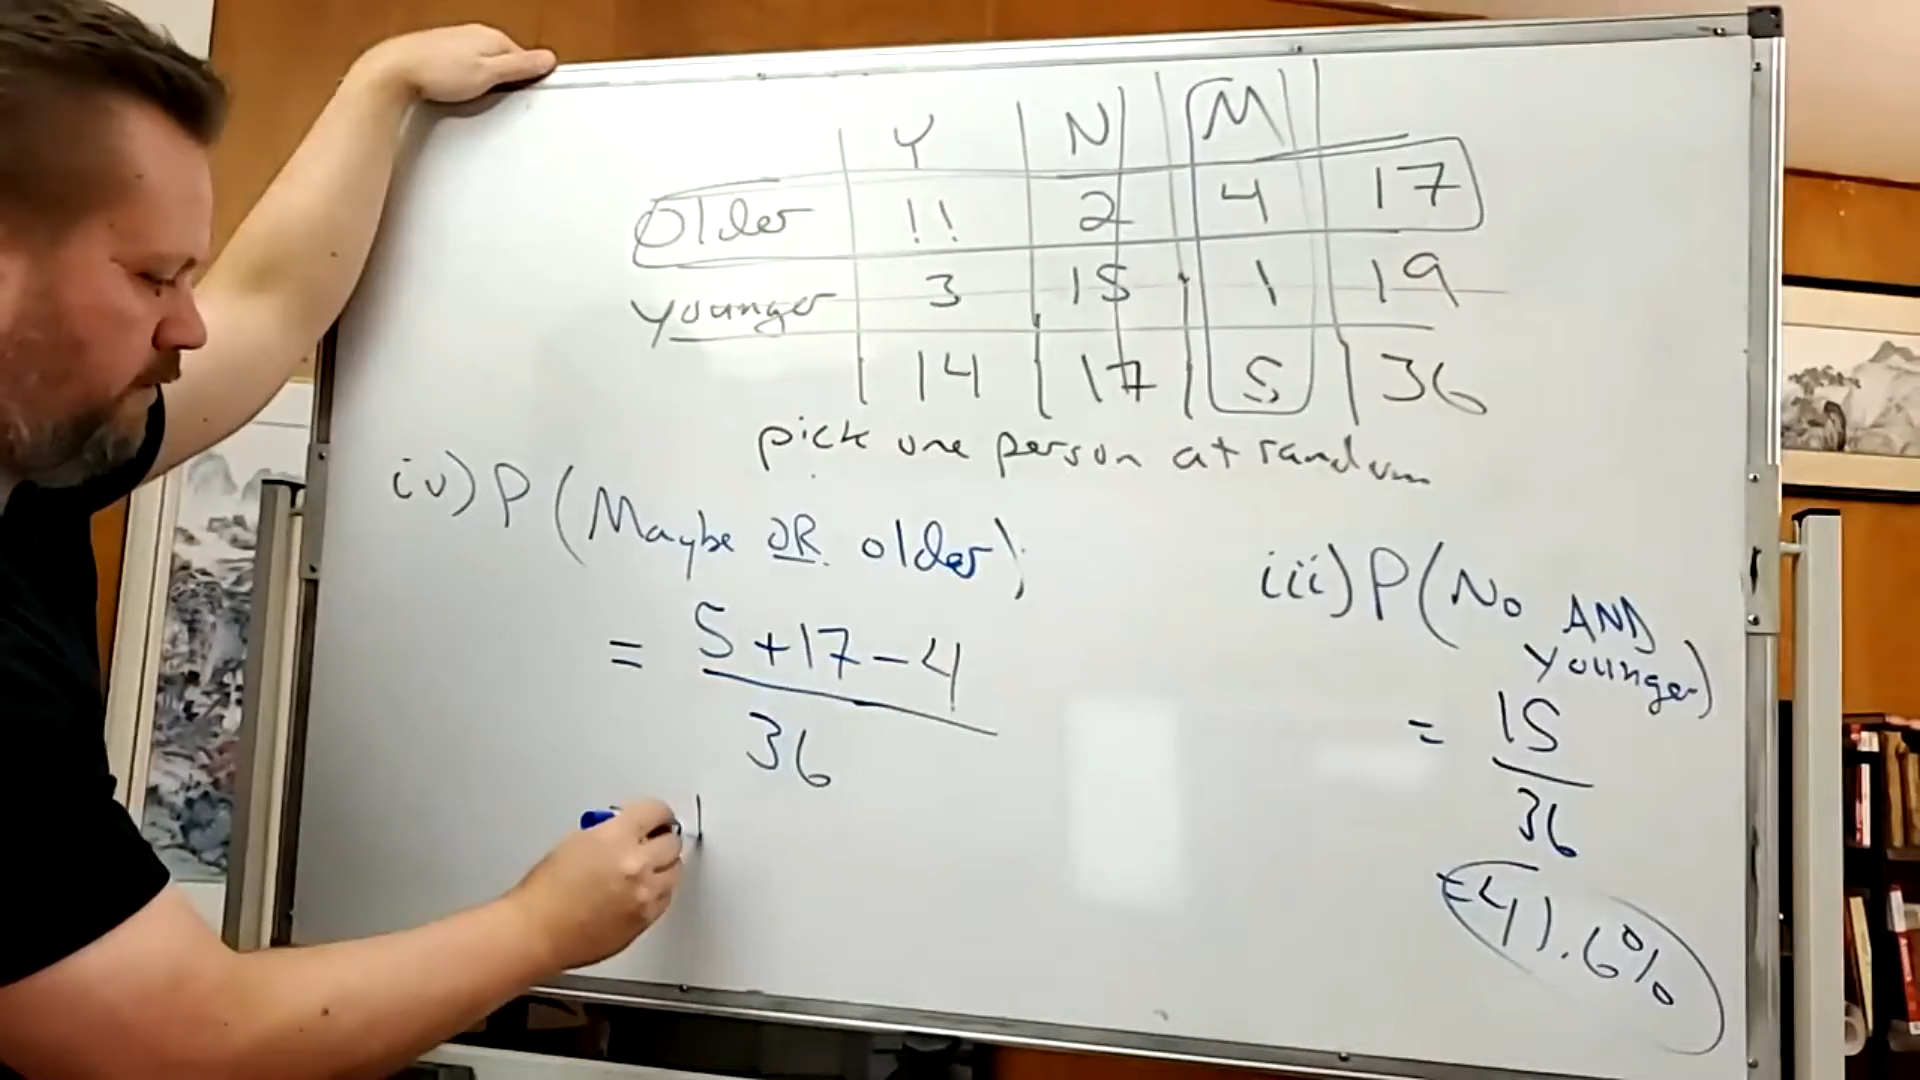 Y N M
Older 11 2 4 17
younger 3 15 1 19
14 17 5 36
pick one person at random
iv) P (Maybe OR older)
= 5+17-4
36
iii) P(No AND
younger)
= 15
36
=41.6%